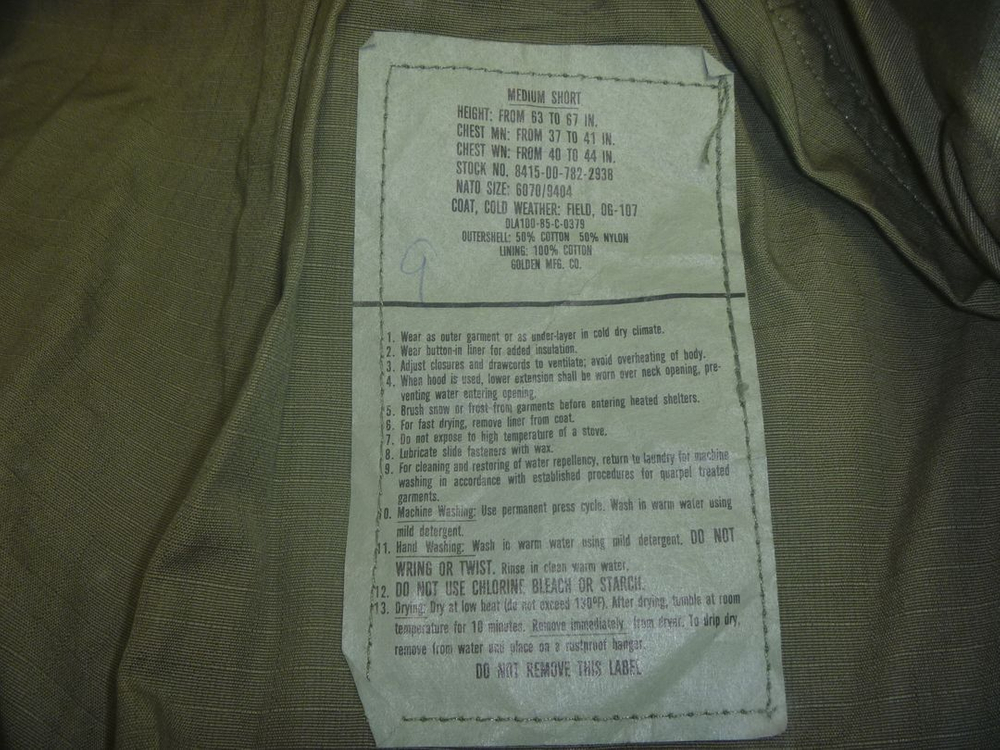 MEDIUM SHORT
HEIGHT: FROM 63 TO 67 IN.
CHEST MN: FROM 37 TO 41 IN.
CHEST WN: FROM 40 TO 44 IN.
STOCK NO. 8415-00-782-2938
NATO SIZE: 6070/9404
COAT, COLD WEATHER: FIELD, OG-107
DLA100-85-C-0379
OUTERSHELL: 50% COTTON 50% NYLON
LINING: 100% COTTON
GOLDEN MFG. CO.
9
1. Wear as outer garment or as under-layer in cold dry climate.
2. Wear button-in liner for added insulation.
3. Adjust closures and drawcords to ventilate; avoid overheating of body.
4. When hood is used, lower extension shall be worn over neck opening, pre-
venting water entering opening.
5. Brush snow or frost from garments before entering heated shelters.
6. For fast drying, remove liner from coat.
7. Do not expose to high temperature of a stove.
8. Lubricate slide fasteners with wax.
9. For cleaning and restoring of water repellency, return to laundry for machine
washing in accordance with established procedures for quarpel treated
garments.
10. Machine Washing: Use permanent press cycle. Wash in warm water using
mild detergent.
11. Hand Washing: Wash in warm water using mild detergent. DO NOT
WRING OR TWIST. Rinse in clean warm water.
12. DO NOT USE CHLORINE BLEACH OR STARCH.
13. Drying: Dry at low heat (do not exceed 130°F). After drying, tumble at room
temperature for 10 minutes. Remove immediately from dryer. To drip dry,
remove from water and place on a rustproof hanger.
DO NOT REMOVE THIS LABEL